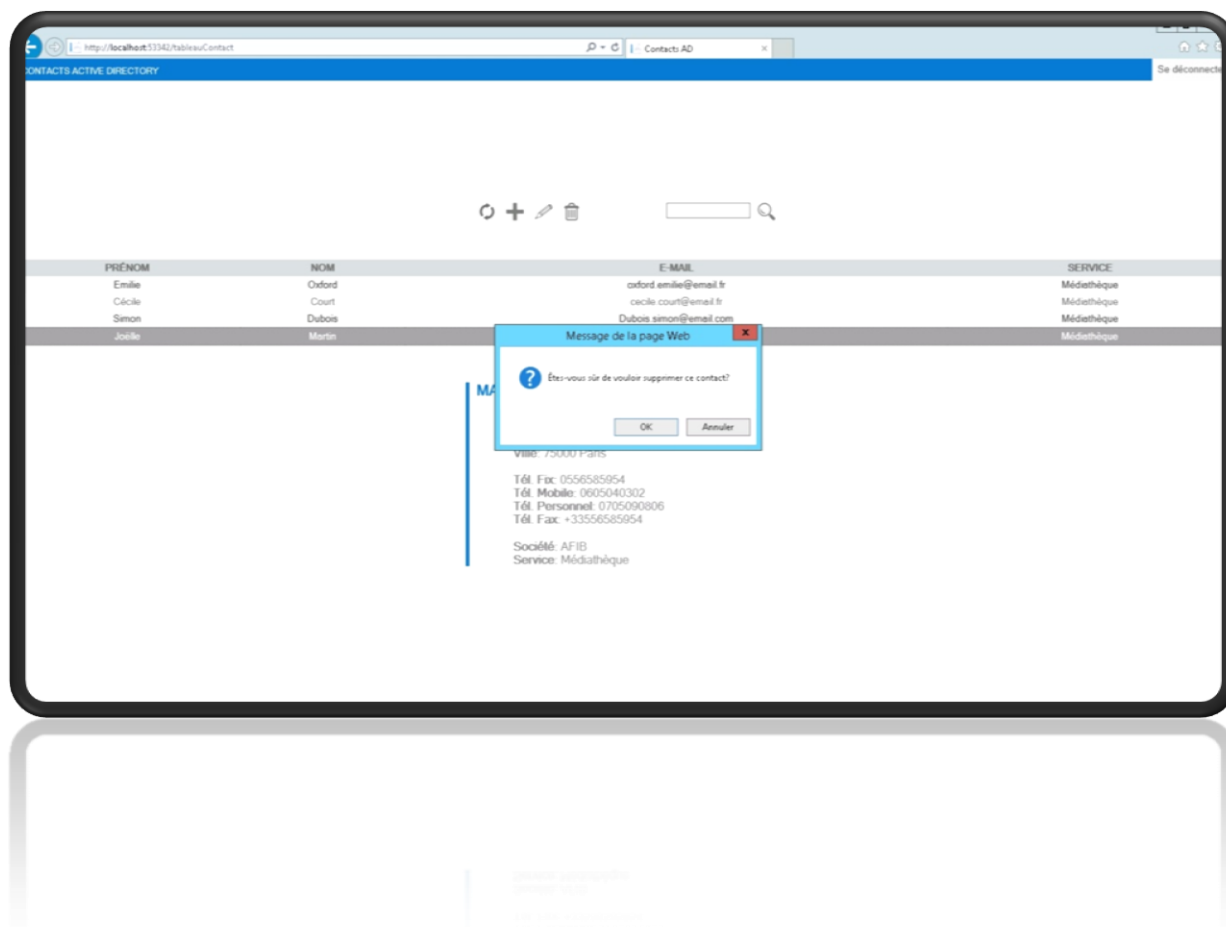 http://localhost:53342/tableauContact
Contacts AD
CONTACTS ACTIVE DIRECTORY
Se déconnecte
PRÉNOM NOM E-MAIL SERVICE
Emilie Oxford oxford.emilie@email.fr Médiathèque
Cécile Court cecile.court@email.fr Médiathèque
Simon Dubois Dubois.simon@email.com Médiathèque
Joëlle Martin Médiathèque
Message de la page Web
Êtes-vous sûr de vouloir supprimer ce contact?
OK Annuler
MA
Ville: 75000 Paris
Tél. Fix: 0556585954
Tél. Mobile: 0605040302
Tél. Personnel: 0705090806
Tél. Fax: +33556585954
Société: AFIB
Service: Médiathèque